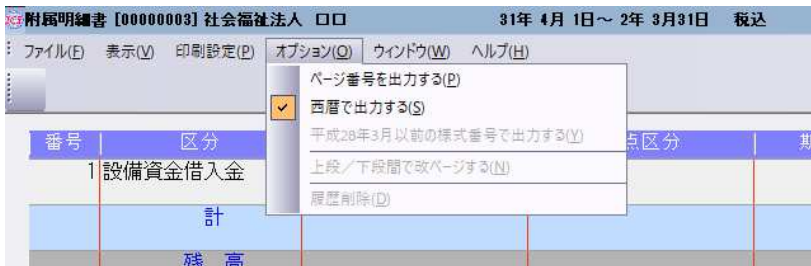 附属明細書 [00000003] 社会福祉法人 ロロ 31年 4月 1日～ 2年 3月31日 税込
ファイル(F) 表示(V) 印刷設定(P) オプション(O) ウィンドウ(W) ヘルプ(H)
ページ番号を出力する(P)
西暦で出力する(S)
平成28年3月以前の様式番号で出力する(Y)
上段／下段間で改ページする(N)
履歴削除(D)
番号 区分 点区分 期
1 設備資金借入金
計
残 高